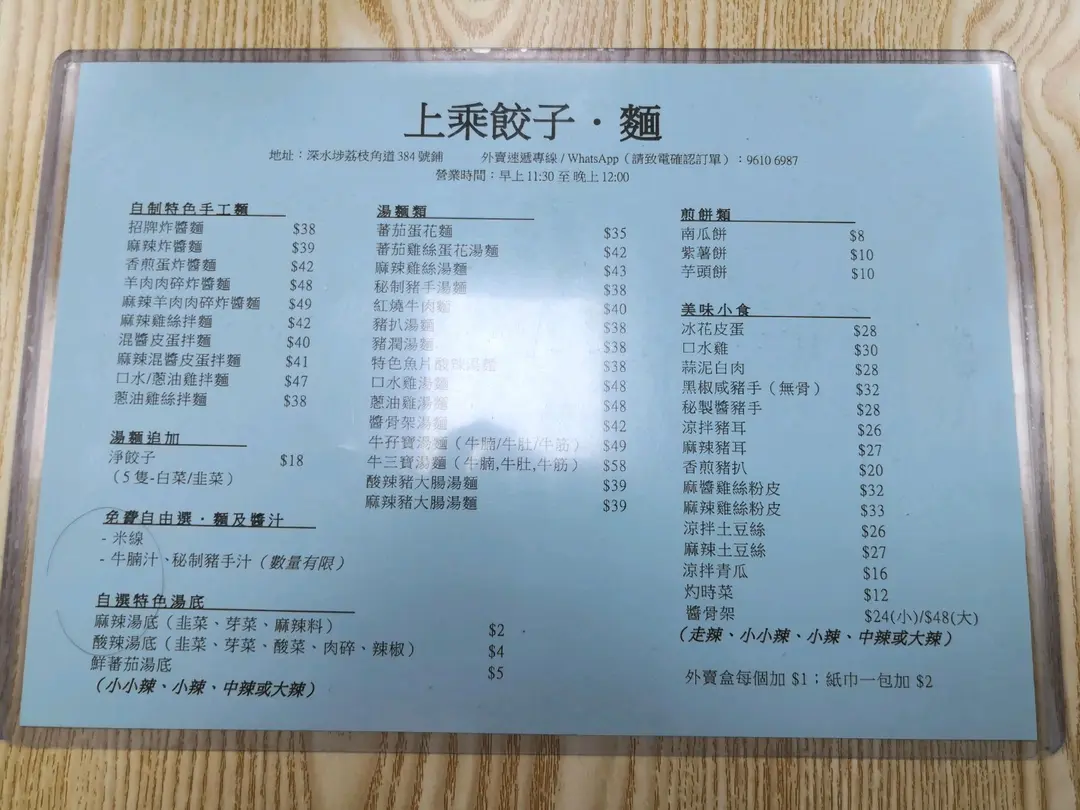 上乘餃子·麵
地址：深水埗荔枝角道 384 號舖 外賣速遞專線 / WhatsApp（請致電確認訂單）：9610 6987
營業時間：早上 11:30 至 晚上 12:00
自制特色手工麵
招牌炸醬麵 $38
麻辣炸醬麵 $39
香煎蛋炸醬麵 $42
羊肉肉碎炸醬麵 $48
麻辣羊肉肉碎炸醬麵 $49
麻辣雞絲拌麵 $42
混醬皮蛋拌麵 $40
麻辣混醬皮蛋拌麵 $41
口水/蔥油雞拌麵 $47
蔥油雞絲拌麵 $38
湯麵追加
淨餃子 $18
（5 隻-白菜/韭菜）
免費自由選．麵及醬汁
- 米線
- 牛腩汁、秘制豬手汁（數量有限）
自選特色湯底
麻辣湯底（韭菜、芽菜、麻辣料） $2
酸辣湯底（韭菜、芽菜、酸菜、肉碎、辣椒） $4
鮮蕃茄湯底 $5
（小小辣、小辣、中辣或大辣）
湯麵類
蕃茄蛋花麵 $35
蕃茄雞絲蛋花湯麵 $42
麻辣雞絲湯麵 $43
秘制豬手湯麵 $38
紅燒牛肉麵 $40
豬扒湯麵 $38
豬潤湯麵 $38
特色魚片酸辣湯麵 $38
口水雞湯麵 $48
蔥油雞湯麵 $48
醬骨架湯麵 $42
牛孖寶湯麵（牛腩/牛肚/牛筋） $49
牛三寶湯麵（牛腩,牛肚,牛筋） $58
酸辣豬大腸湯麵 $39
麻辣豬大腸湯麵 $39
煎餅類
南瓜餅 $8
紫薯餅 $10
芋頭餅 $10
美味小食
冰花皮蛋 $28
口水雞 $30
蒜泥白肉 $28
黑椒咸豬手（無骨） $32
秘製醬豬手 $28
涼拌豬耳 $26
麻辣豬耳 $27
香煎豬扒 $20
麻醬雞絲粉皮 $32
麻辣雞絲粉皮 $33
涼拌土豆絲 $26
麻辣土豆絲 $27
涼拌青瓜 $16
灼時菜 $12
醬骨架 $24(小)/$48(大)
（走辣、小小辣、小辣、中辣或大辣）
外賣盒每個加 $1；紙巾一包加 $2